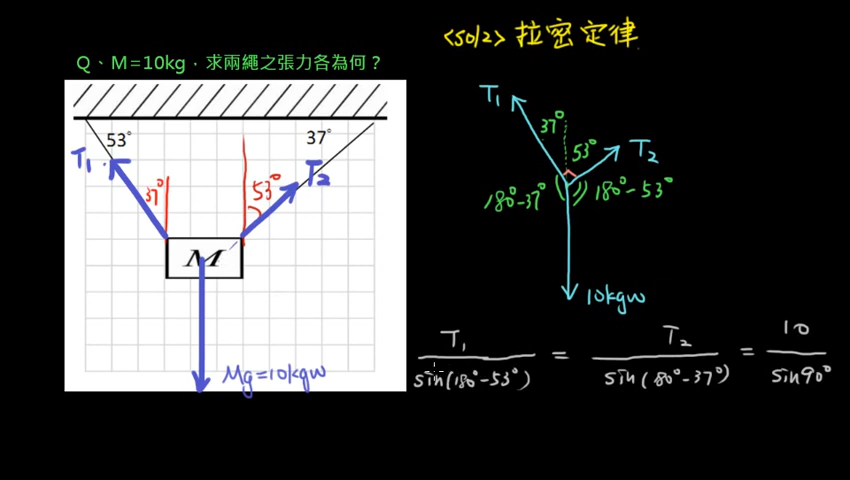 <sol2> 拉密定律
Q、M=10kg，求兩繩之張力各為何？
53°
37°
T1
T2
37°
53°
M
Mg=10kgw
T1
37°
53°
T2
180°-37°
180°-53°
10kgw
T1 / sin(180°-53°) = T2 / sin(180°-37°) = 10 / sin90°